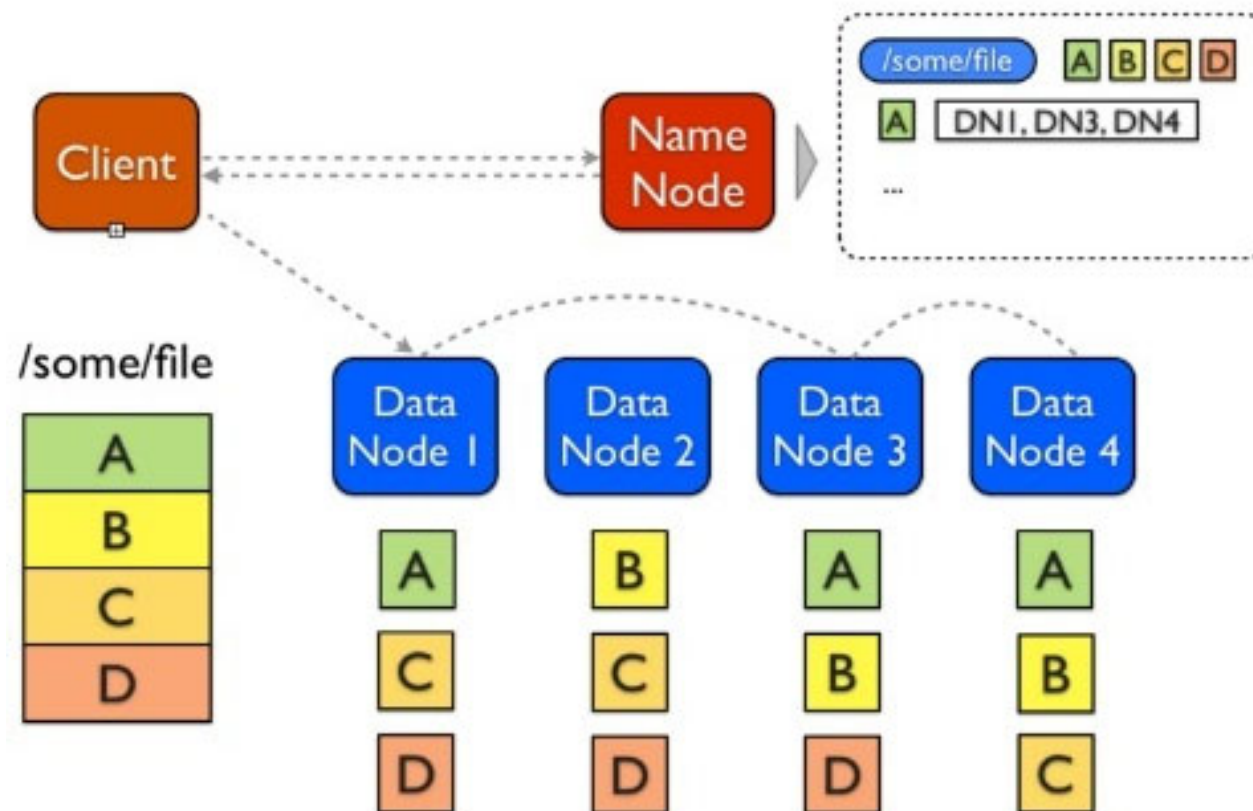 /some/file A B C D
A DN1, DN3, DN4
...
Client
Name
Node
/some/file
A
B
C
D
Data
Node 1
Data
Node 2
Data
Node 3
Data
Node 4
A B A A
C C B B
D D D C